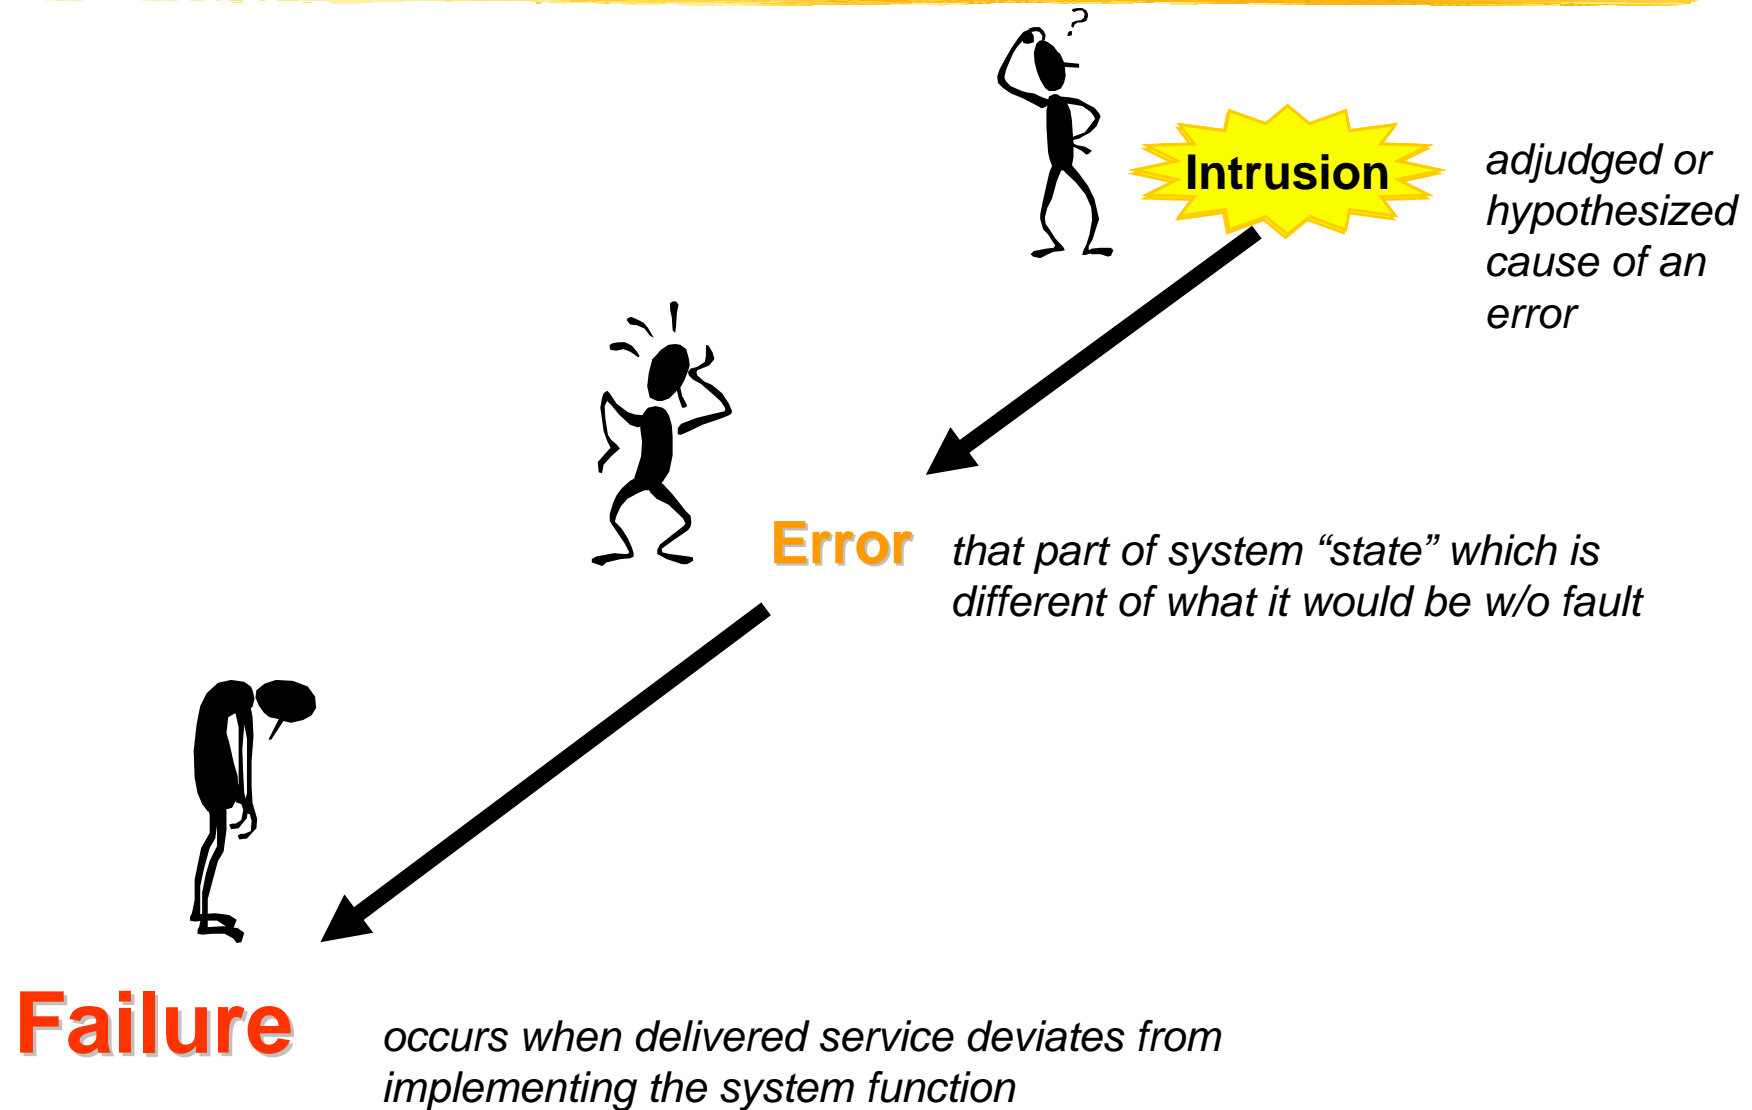 ?
Intrusion
adjudged or
hypothesized
cause of an
error
Error
that part of system “state” which is
different of what it would be w/o fault
Failure
occurs when delivered service deviates from
implementing the system function